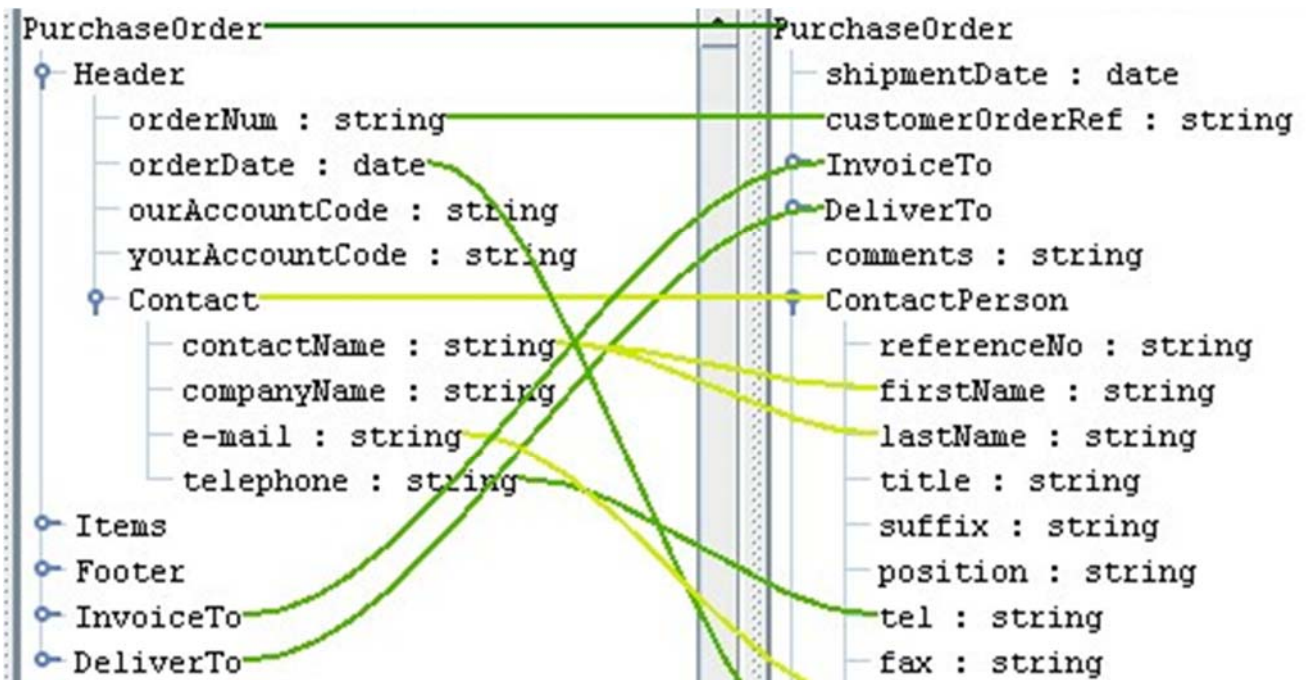 PurchaseOrder
Header
orderNum : string
orderDate : date
ourAccountCode : string
yourAccountCode : string
Contact
contactName : string
companyName : string
e-mail : string
telephone : string
Items
Footer
InvoiceTo
DeliverTo
PurchaseOrder
shipmentDate : date
customerOrderRef : string
InvoiceTo
DeliverTo
comments : string
ContactPerson
referenceNo : string
firstName : string
lastName : string
title : string
suffix : string
position : string
tel : string
fax : string